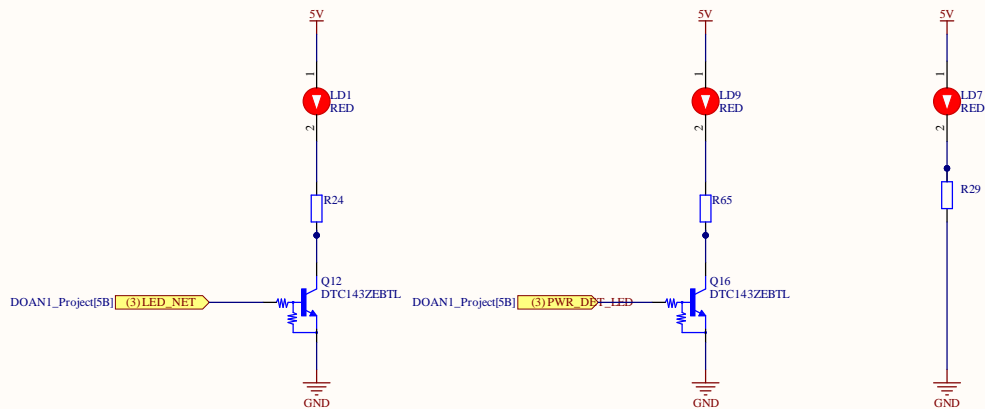 5V
1
LD1
RED
2
R24
Q12
DTC143ZEBTL
DOAN1_Project[5B]
(3) LED_NET
GND
5V
1
LD9
RED
2
R65
Q16
DTC143ZEBTL
DOAN1_Project[5B]
(3) PWR_DET_LED
GND
5V
1
LD7
RED
2
R29
GND